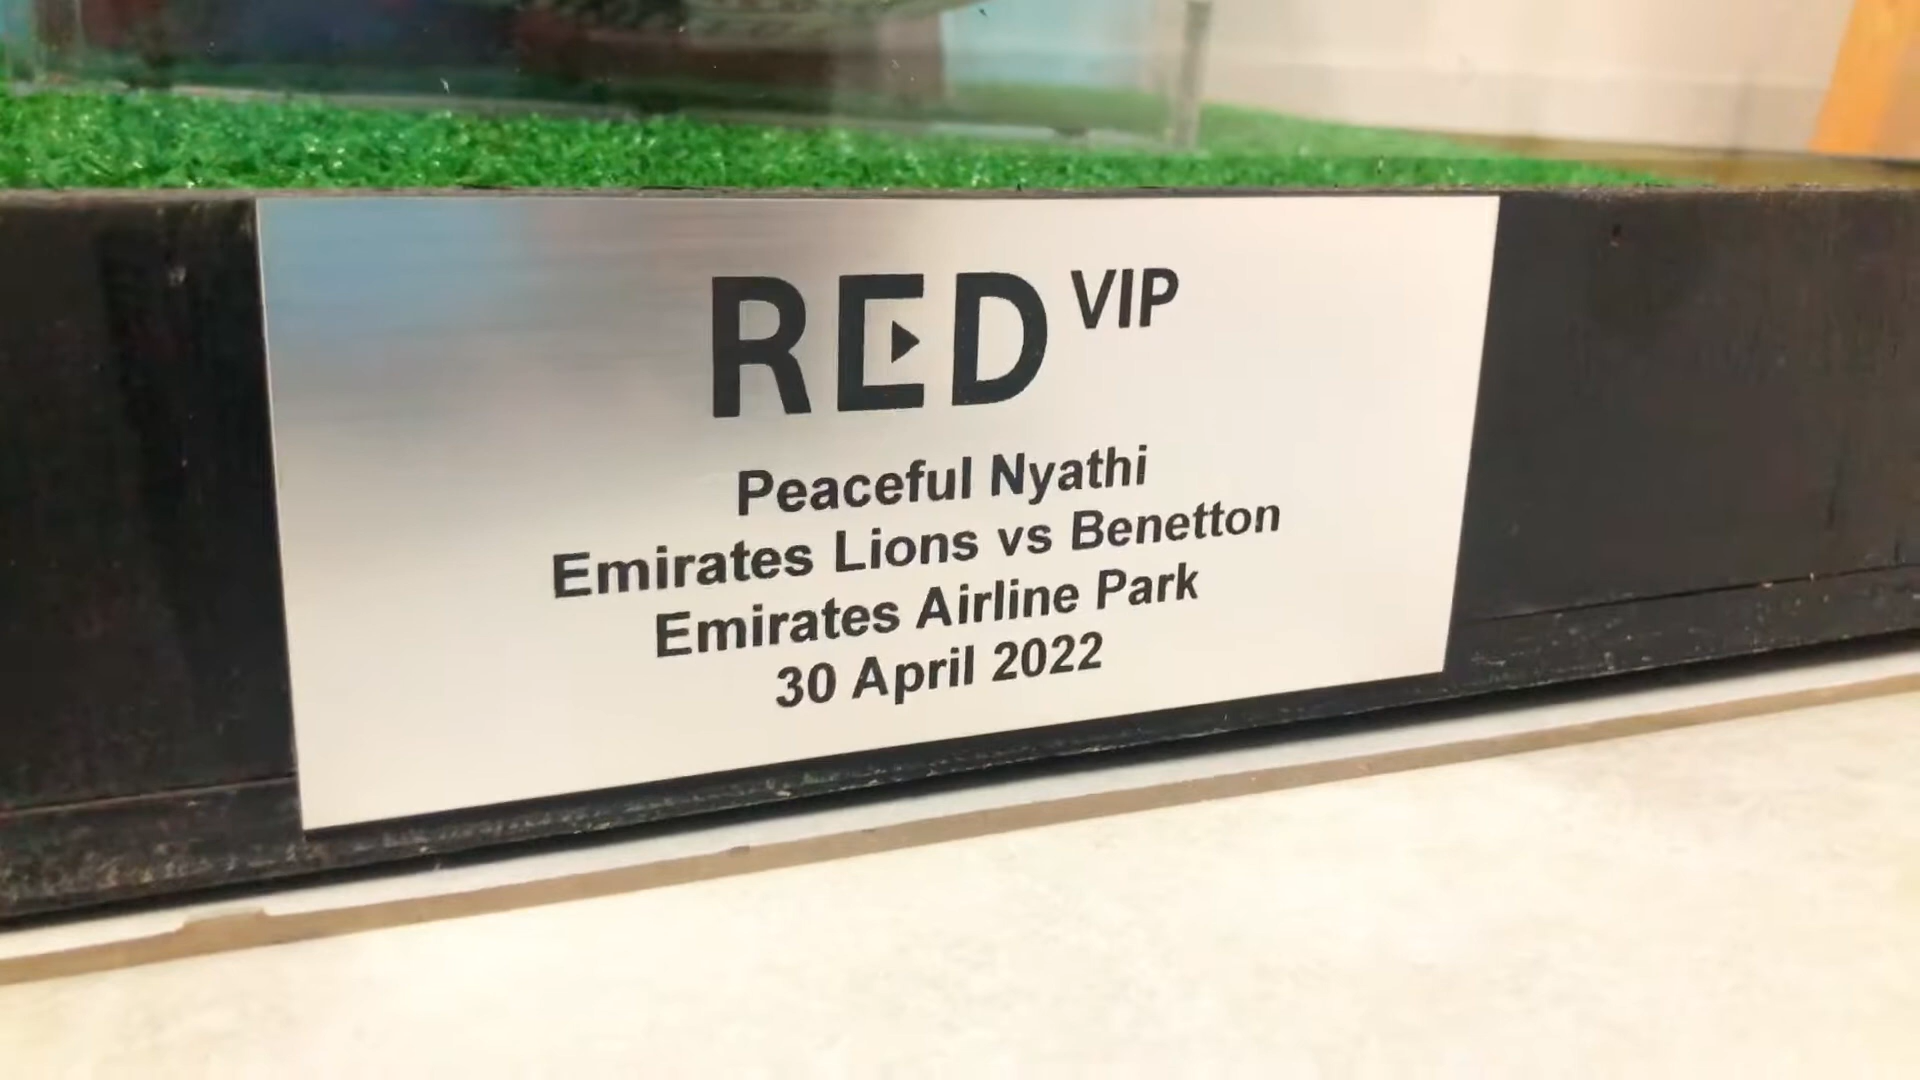 RED VIP
Peaceful Nyathi
Emirates Lions vs Benetton
Emirates Airline Park
30 April 2022